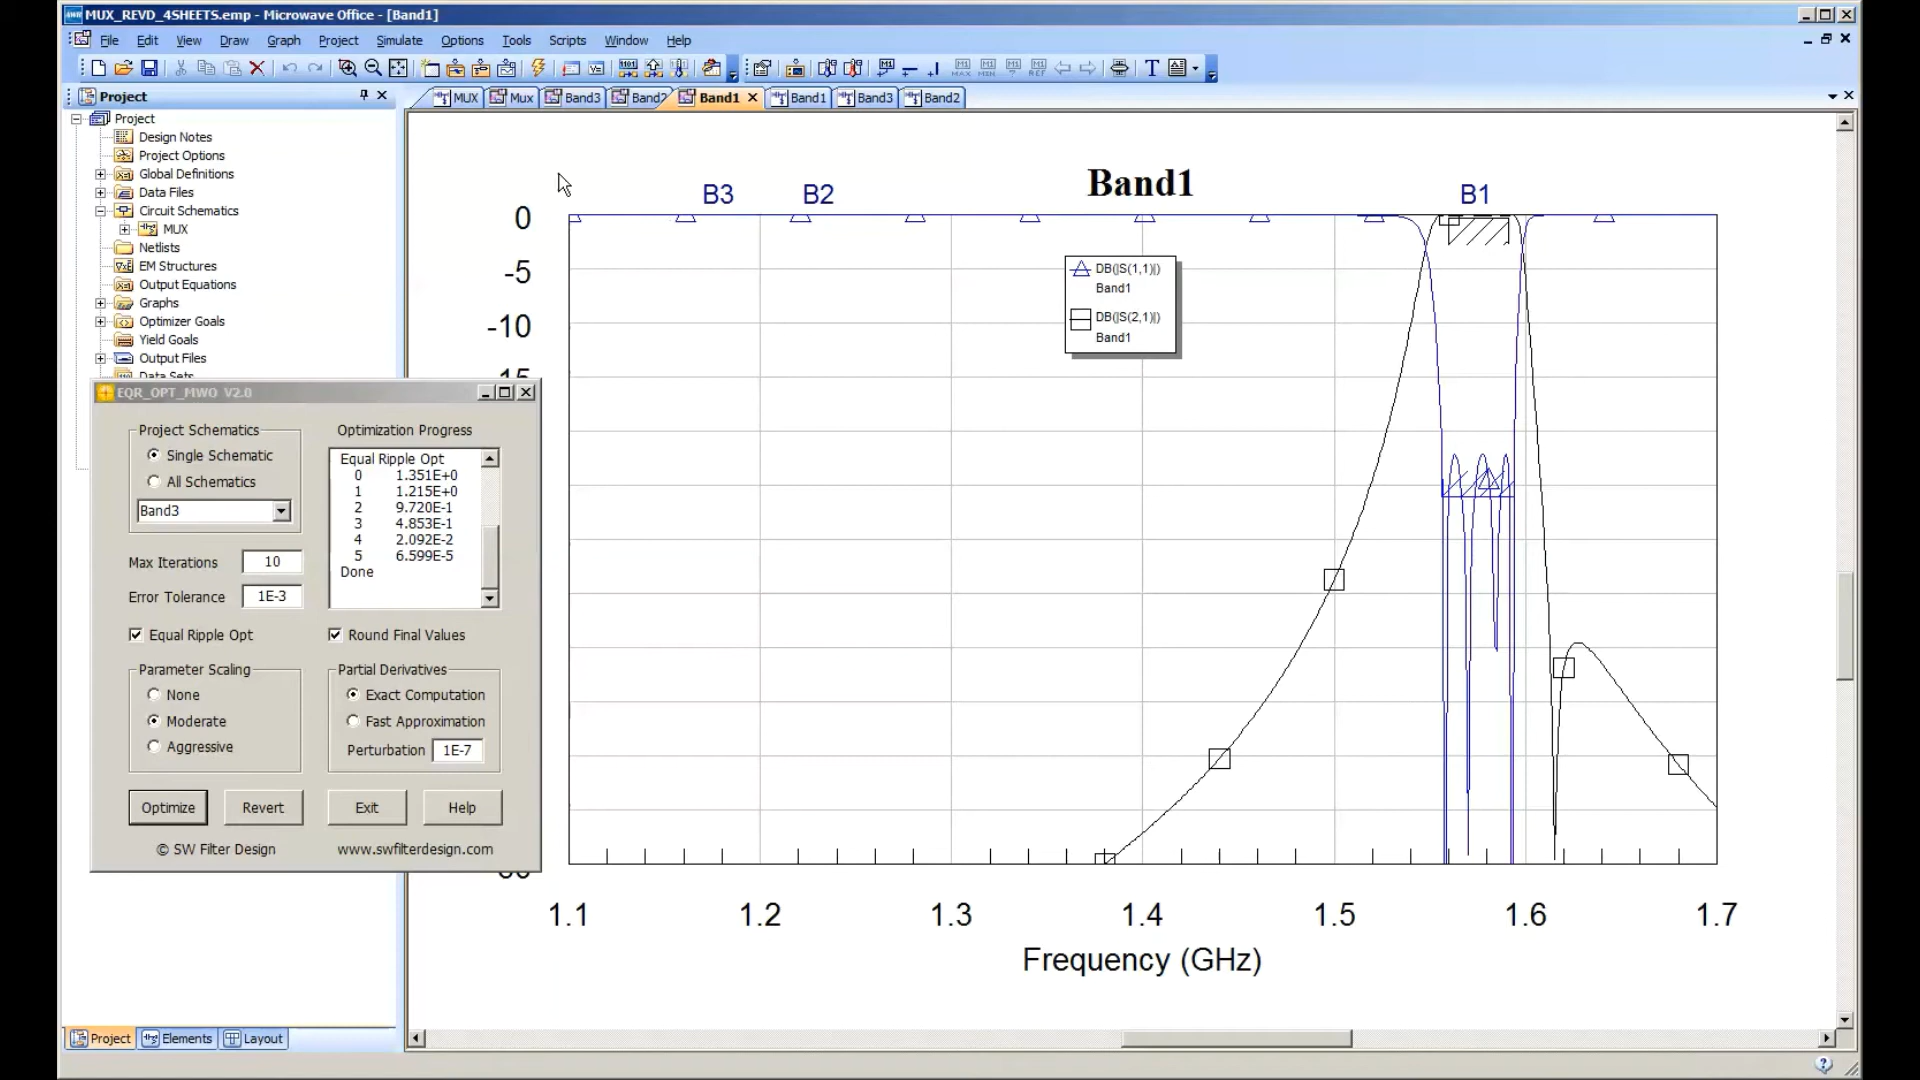 MUX_REVD_4SHEETS.emp - Microwave Office - [Band1]
File Edit View Draw Graph Project Simulate Options Tools Scripts Window Help
Project
MUX Mux Band3 Band2 Band1 Band1 Band3 Band2
Project
Design Notes
Project Options
Global Definitions
Data Files
Circuit Schematics
MUX
Netlists
EM Structures
Output Equations
Graphs
Optimizer Goals
Yield Goals
Output Files
Data Sets
EQR_OPT_MWO V2.0
Project Schematics
Single Schematic
All Schematics
Band3
Max Iterations 10
Error Tolerance 1E-3
Equal Ripple Opt
Parameter Scaling
None
Moderate
Aggressive
Optimization Progress
Equal Ripple Opt
0 1.351E+0
1 1.215E+0
2 9.720E-1
3 4.853E-1
4 2.092E-2
5 6.599E-5
Done
Round Final Values
Partial Derivatives
Exact Computation
Fast Approximation
Perturbation 1E-7
Optimize Revert Exit Help
© SW Filter Design www.swfilterdesign.com
Band1
B3 B2 B1
0
-5
-10
DB(|S(1,1)|)
Band1
DB(|S(2,1)|)
Band1
1.1 1.2 1.3 1.4 1.5 1.6 1.7
Frequency (GHz)
Project Elements Layout